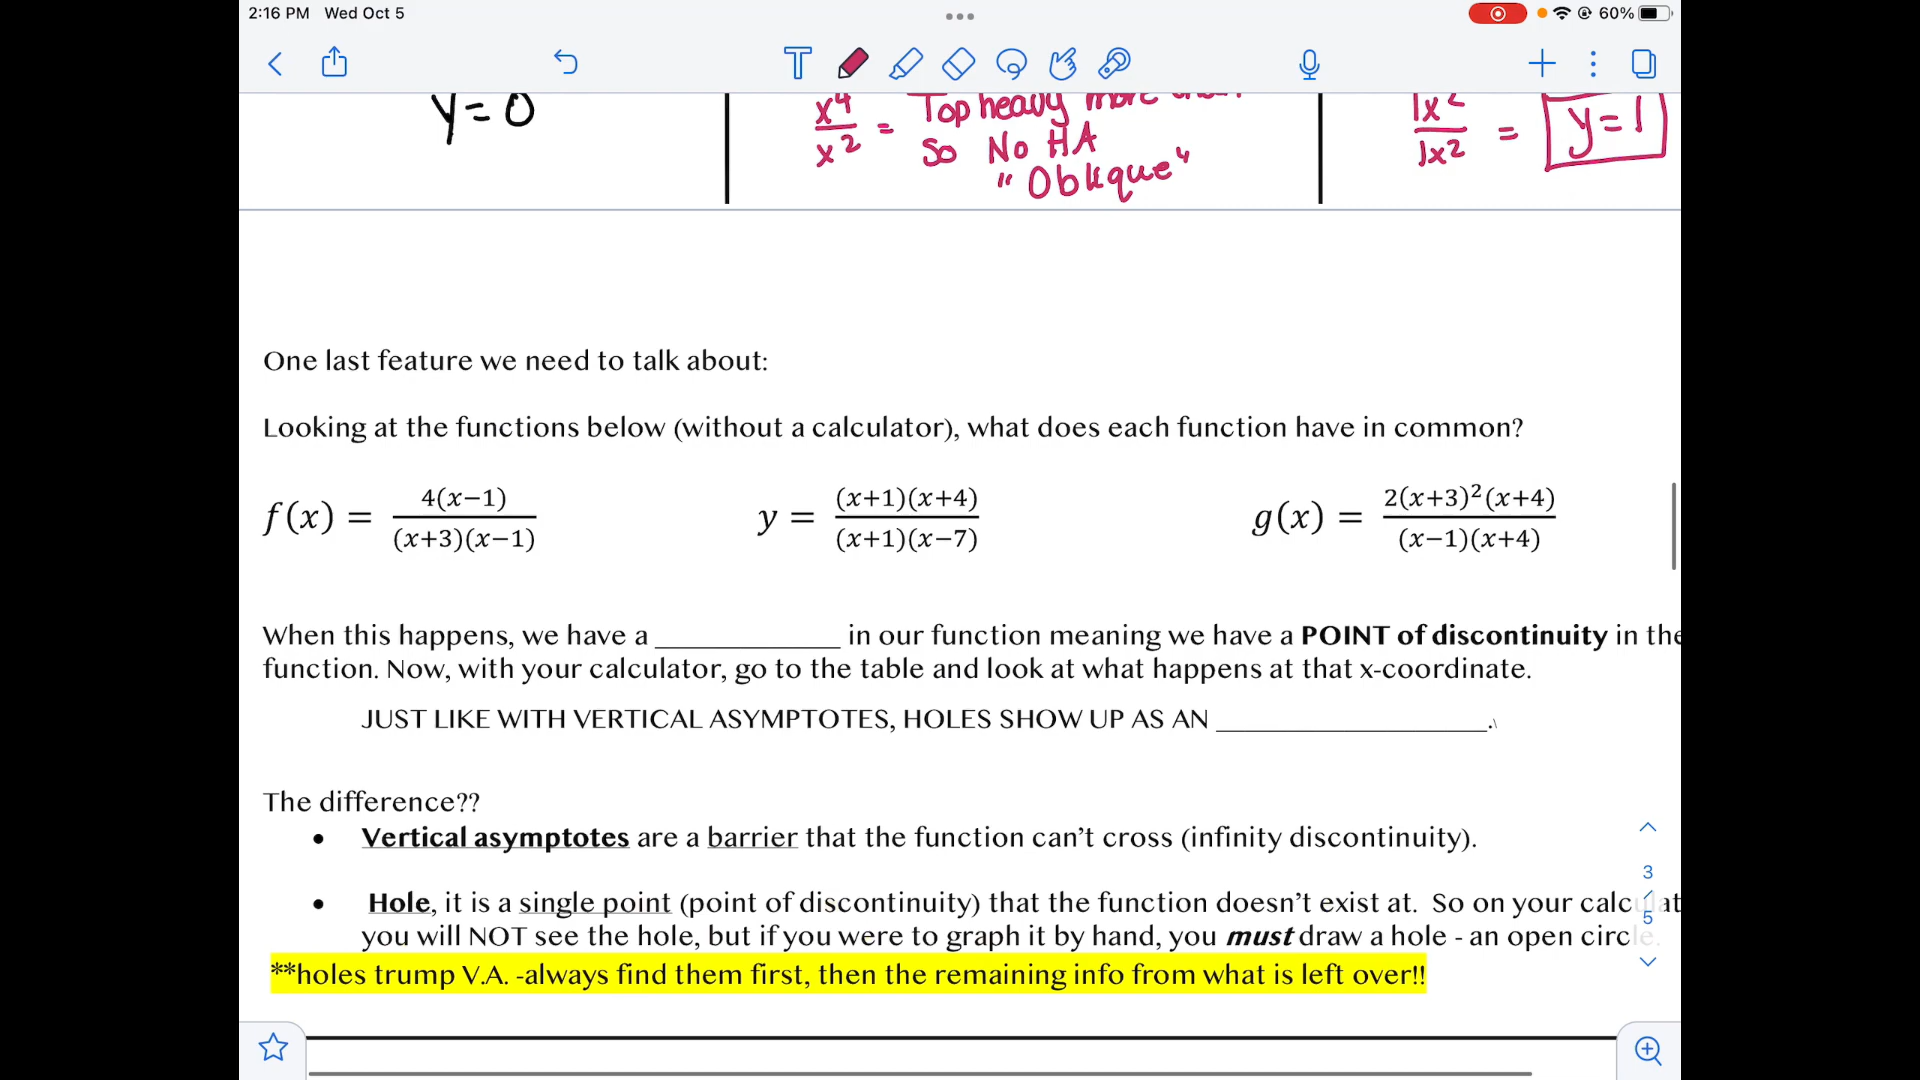 2:16 PM Wed Oct 5
60%
T
y=0
x⁴/x² = Top heavy more
So No HA
"Oblique"
1x²/1x² = y=1
One last feature we need to talk about:
Looking at the functions below (without a calculator), what does each function have in common?
f(x) = 4(x−1)/(x+3)(x−1) y = (x+1)(x+4)/(x+1)(x−7) g(x) = 2(x+3)²(x+4)/(x−1)(x+4)
When this happens, we have a ______________ in our function meaning we have a POINT of discontinuity in the
function. Now, with your calculator, go to the table and look at what happens at that x-coordinate.
JUST LIKE WITH VERTICAL ASYMPTOTES, HOLES SHOW UP AS AN ____________________.\
The difference??
• Vertical asymptotes are a barrier that the function can't cross (infinity discontinuity).
• Hole, it is a single point (point of discontinuity) that the function doesn't exist at. So on your calculat
you will NOT see the hole, but if you were to graph it by hand, you must draw a hole - an open circle.
**holes trump V.A. -always find them first, then the remaining info from what is left over!!
3
/
5